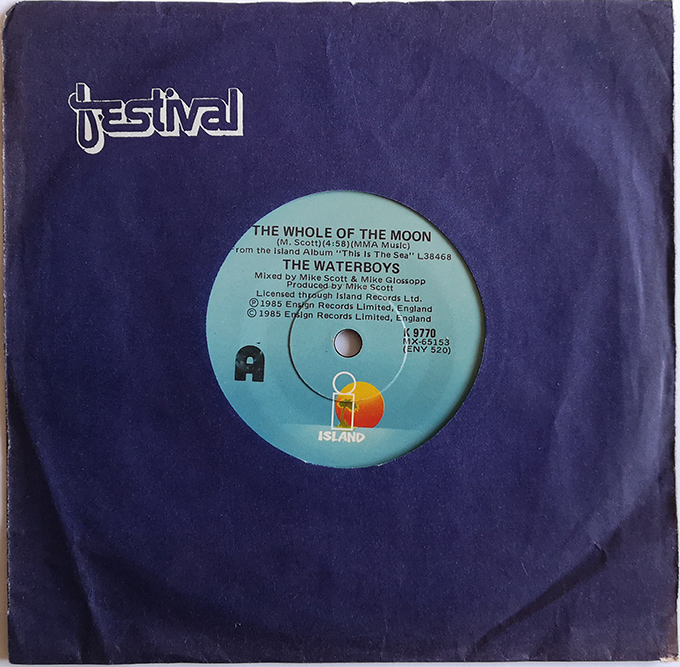 festival
THE WHOLE OF THE MOON
(M. Scott)(4:58)(MMA Music)
From the Island Album "This Is The Sea" L38468
THE WATERBOYS
Mixed by Mike Scott & Mike Glossopp
Produced by Mike Scott
Licensed through Island Records Ltd.
℗ 1985 Ensign Records Limited, England
© 1985 Ensign Records Limited, England
K 9770
MX-65153
(ENY 520)
A
i
ISLAND